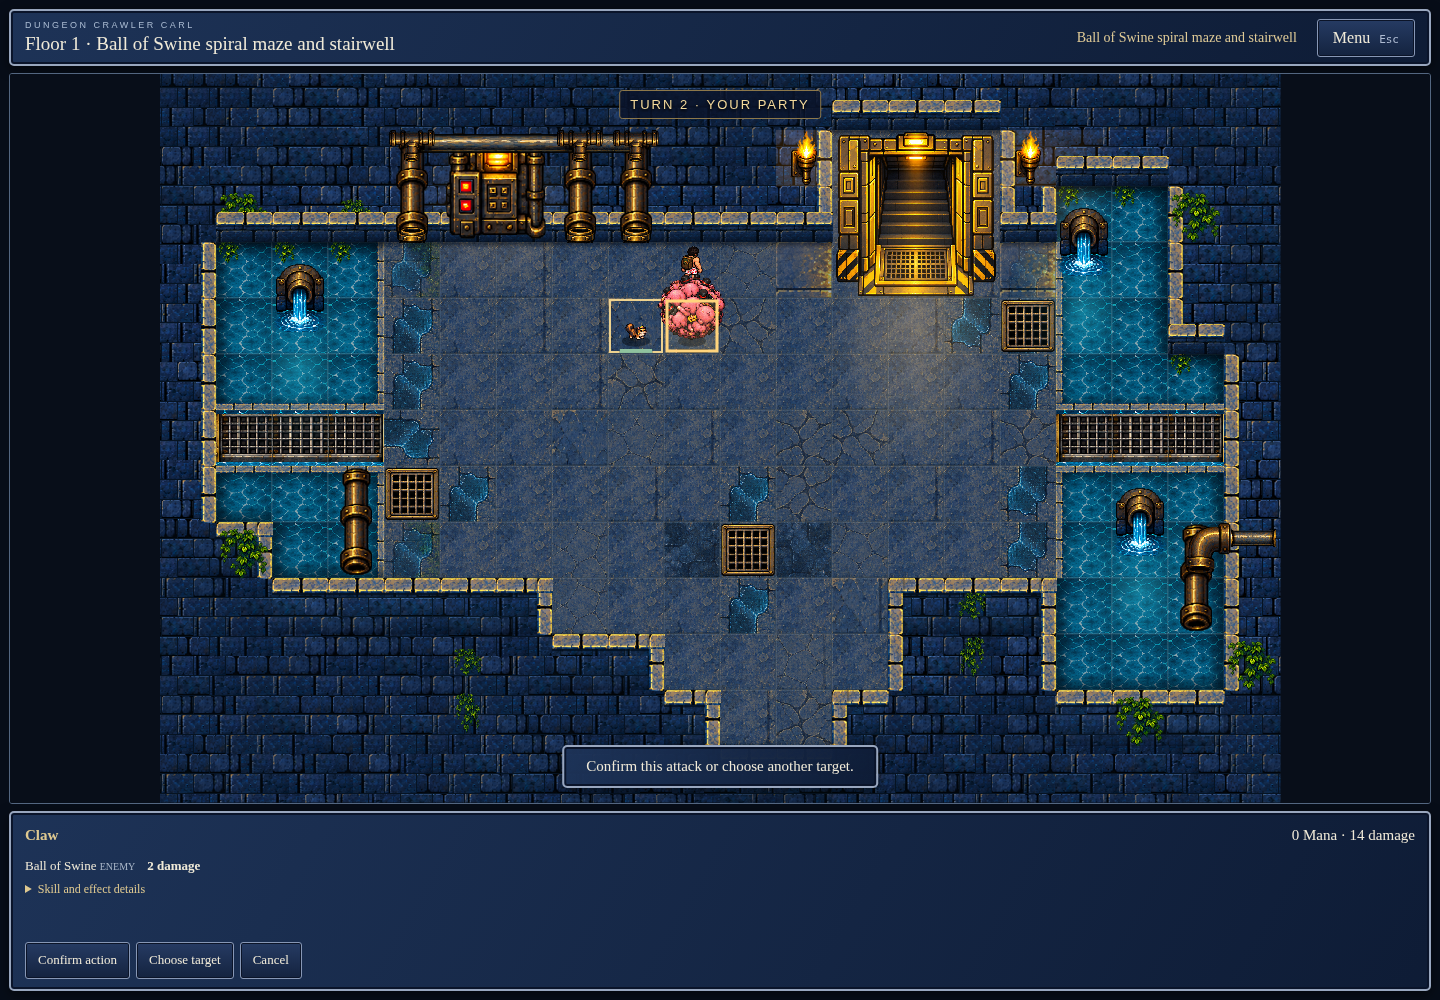 DUNGEON CRAWLER CARL
Floor 1 · Ball of Swine spiral maze and stairwell
Ball of Swine spiral maze and stairwell
Menu Esc
TURN 2 · YOUR PARTY
Confirm this attack or choose another target.
Claw
0 Mana · 14 damage
Ball of Swine ENEMY 2 damage
Skill and effect details
Confirm action
Choose target
Cancel